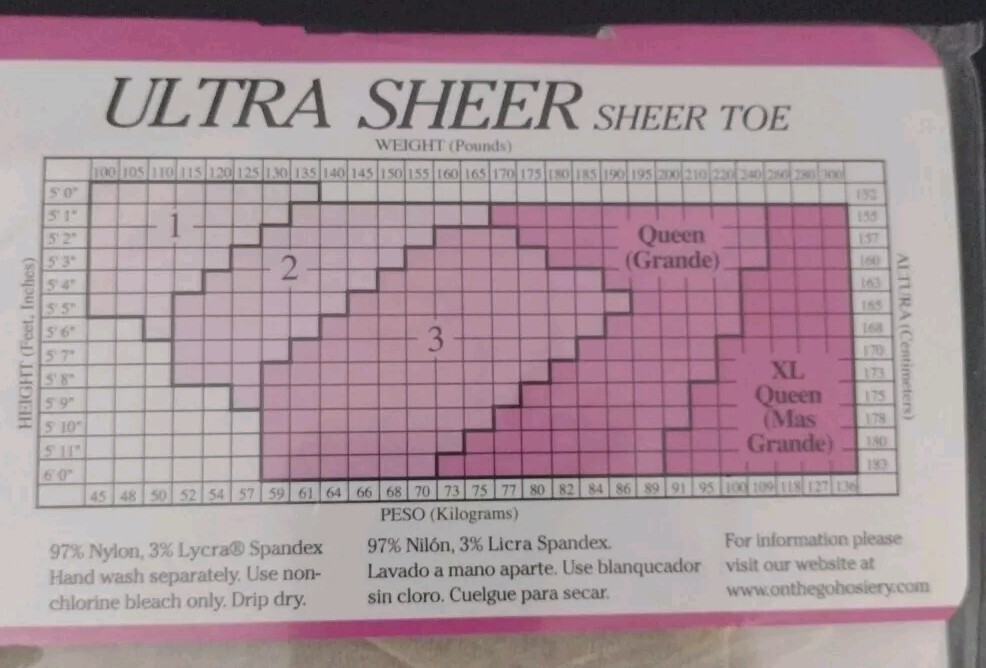 ULTRA SHEER SHEER TOE
WEIGHT (Pounds)
100 105 110 115 120 125 130 135 140 145 150 155 160 165 170 175 180 185 190 195 200 210 220 240 260 280 300
HEIGHT (Feet, Inches)
ALTURA (Centimeters)
5' 0" 152
5' 1" 155
5' 2" 157
5' 3" 160
5' 4" 163
5' 5" 165
5' 6" 168
5' 7" 170
5' 8" 173
5' 9" 175
5' 10" 178
5' 11" 180
6' 0" 183
1
2
3
Queen
(Grande)
XL
Queen
(Mas
Grande)
45 48 50 52 54 57 59 61 64 66 68 70 73 75 77 80 82 84 86 89 91 95 100 109 118 127 136
PESO (Kilograms)
97% Nylon, 3% Lycra® Spandex
Hand wash separately. Use non-
chlorine bleach only. Drip dry.
97% Nilón, 3% Licra Spandex.
Lavado a mano aparte. Use blanqucador
sin cloro. Cuelgue para secar.
For information please
visit our website at
www.onthegohosiery.com